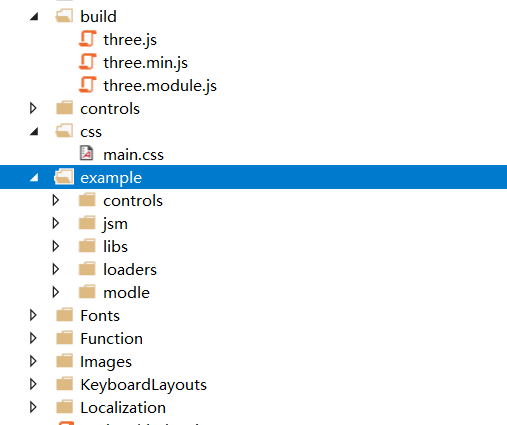 build
three.js
three.min.js
three.module.js
controls
css
main.css
example
controls
jsm
libs
loaders
modle
Fonts
Function
Images
KeyboardLayouts
Localization